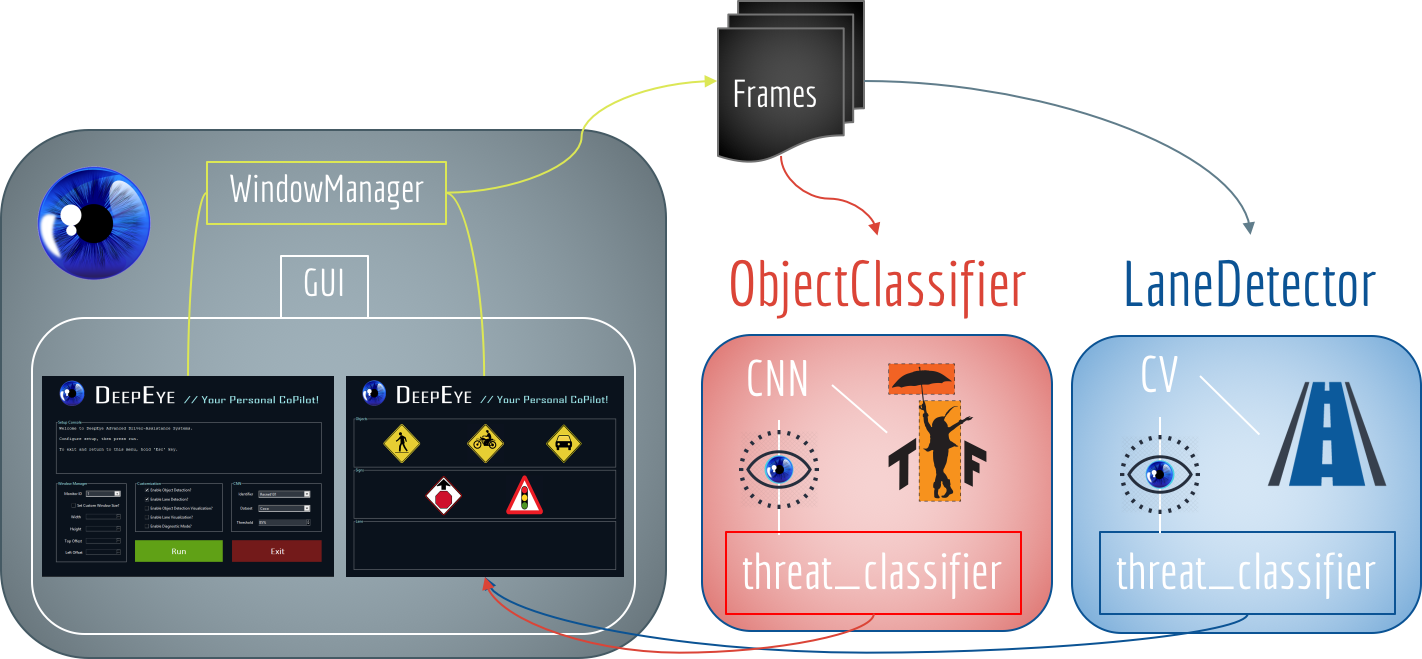 Frames
WindowManager
GUI
DEEPEYE // Your Personal CoPilot!
Setup Console
Welcome to DeepEye Advanced Driver-Assistance Systems.
Configure setup, then press run.
To exit and return to this menu, hold 'Esc' key.
Window Manager
Monitor ID 1
Set Custom Window Size?
Width
Height
Top Offset
Left Offset
Customization
Enable Object Detection?
Enable Lane Detection?
Enable Object Detection Visualization?
Enable Lane Visualization?
Enable Diagnostic Mode?
CNN
Identifier
Dataset
Threshold
Run
Exit
DEEPEYE // Your Personal CoPilot!
Objects
Signs
Lane
ObjectClassifier
CNN
TF
threat_classifier
LaneDetector
CV
threat_classifier